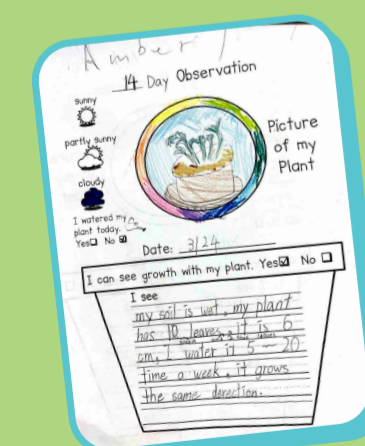 Amber
14 Day Observation
sunny
partly sunny
cloudy
Picture
of my
Plant
I watered my
plant today.
Yes☐ No ☑
Date: 3/24
I can see growth with my plant. Yes☑ No ☐
I see
my soil is wet, my plant
has 10 leaves. it is 6
cm, I water it 5 - 20
time a week. it grows
the same derection.